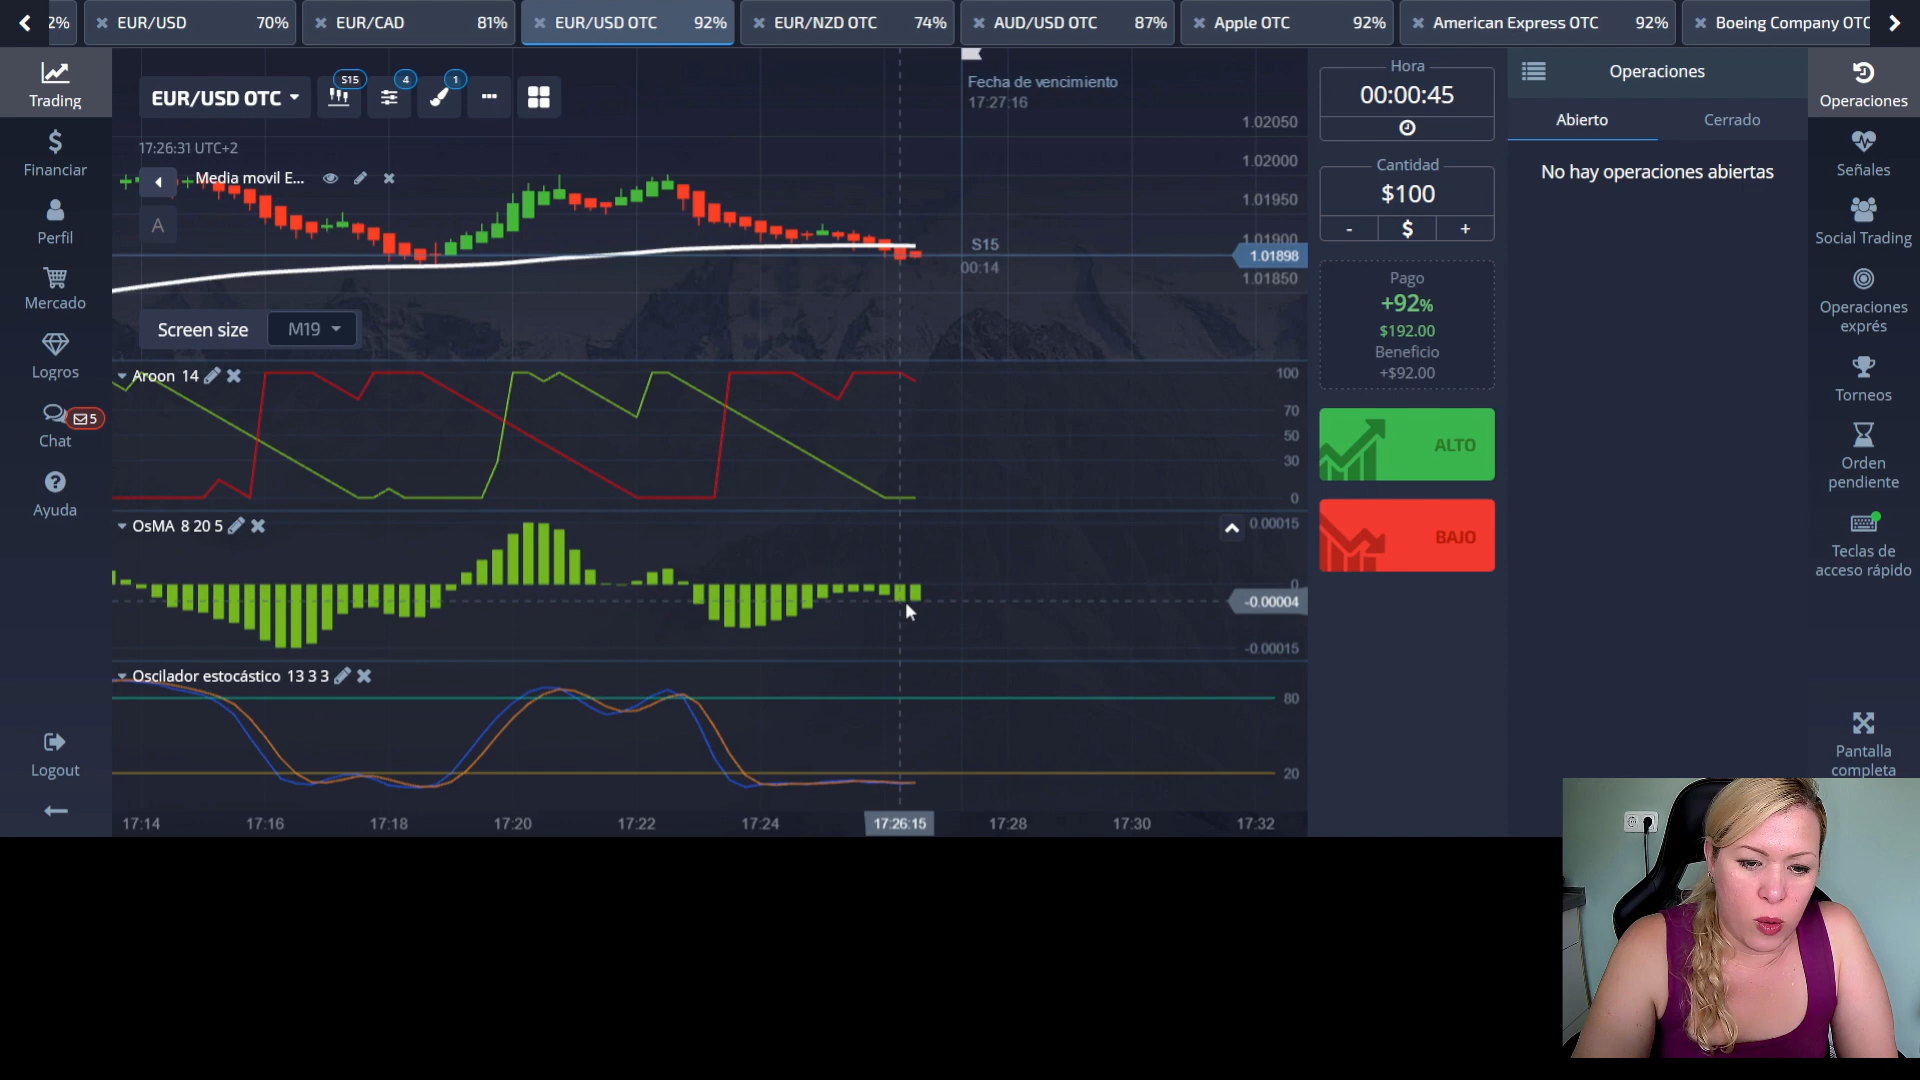 2%
EUR/USD 70%
EUR/CAD 81%
EUR/USD OTC 92%
EUR/NZD OTC 74%
AUD/USD OTC 87%
Apple OTC 92%
American Express OTC 92%
Boeing Company OTC
Trading
Financiar
Perfil
Mercado
Logros
5
Chat
Ayuda
Logout
EUR/USD OTC
S15
4
1
17:26:31 UTC+2
Media movil E...
A
Screen size
M19
Fecha de vencimiento
17:27:16
S15
00:14
1.02050
1.02000
1.01950
1.01900
1.01898
1.01850
Aroon 14
100
70
50
30
0
OsMA 8 20 5
0.00015
0
-0.00004
-0.00015
Oscilador estocástico 13 3 3
80
20
17:14
17:16
17:18
17:20
17:22
17:24
17:26:15
17:28
17:30
17:32
Hora
00:00:45
Cantidad
$100
- $ +
Pago
+92%
$192.00
Beneficio
+$92.00
ALTO
BAJO
Operaciones
Abierto
Cerrado
No hay operaciones abiertas
Operaciones
Señales
Social Trading
Operaciones
exprés
Torneos
Orden
pendiente
Teclas de
acceso rápido
Pantalla
completa